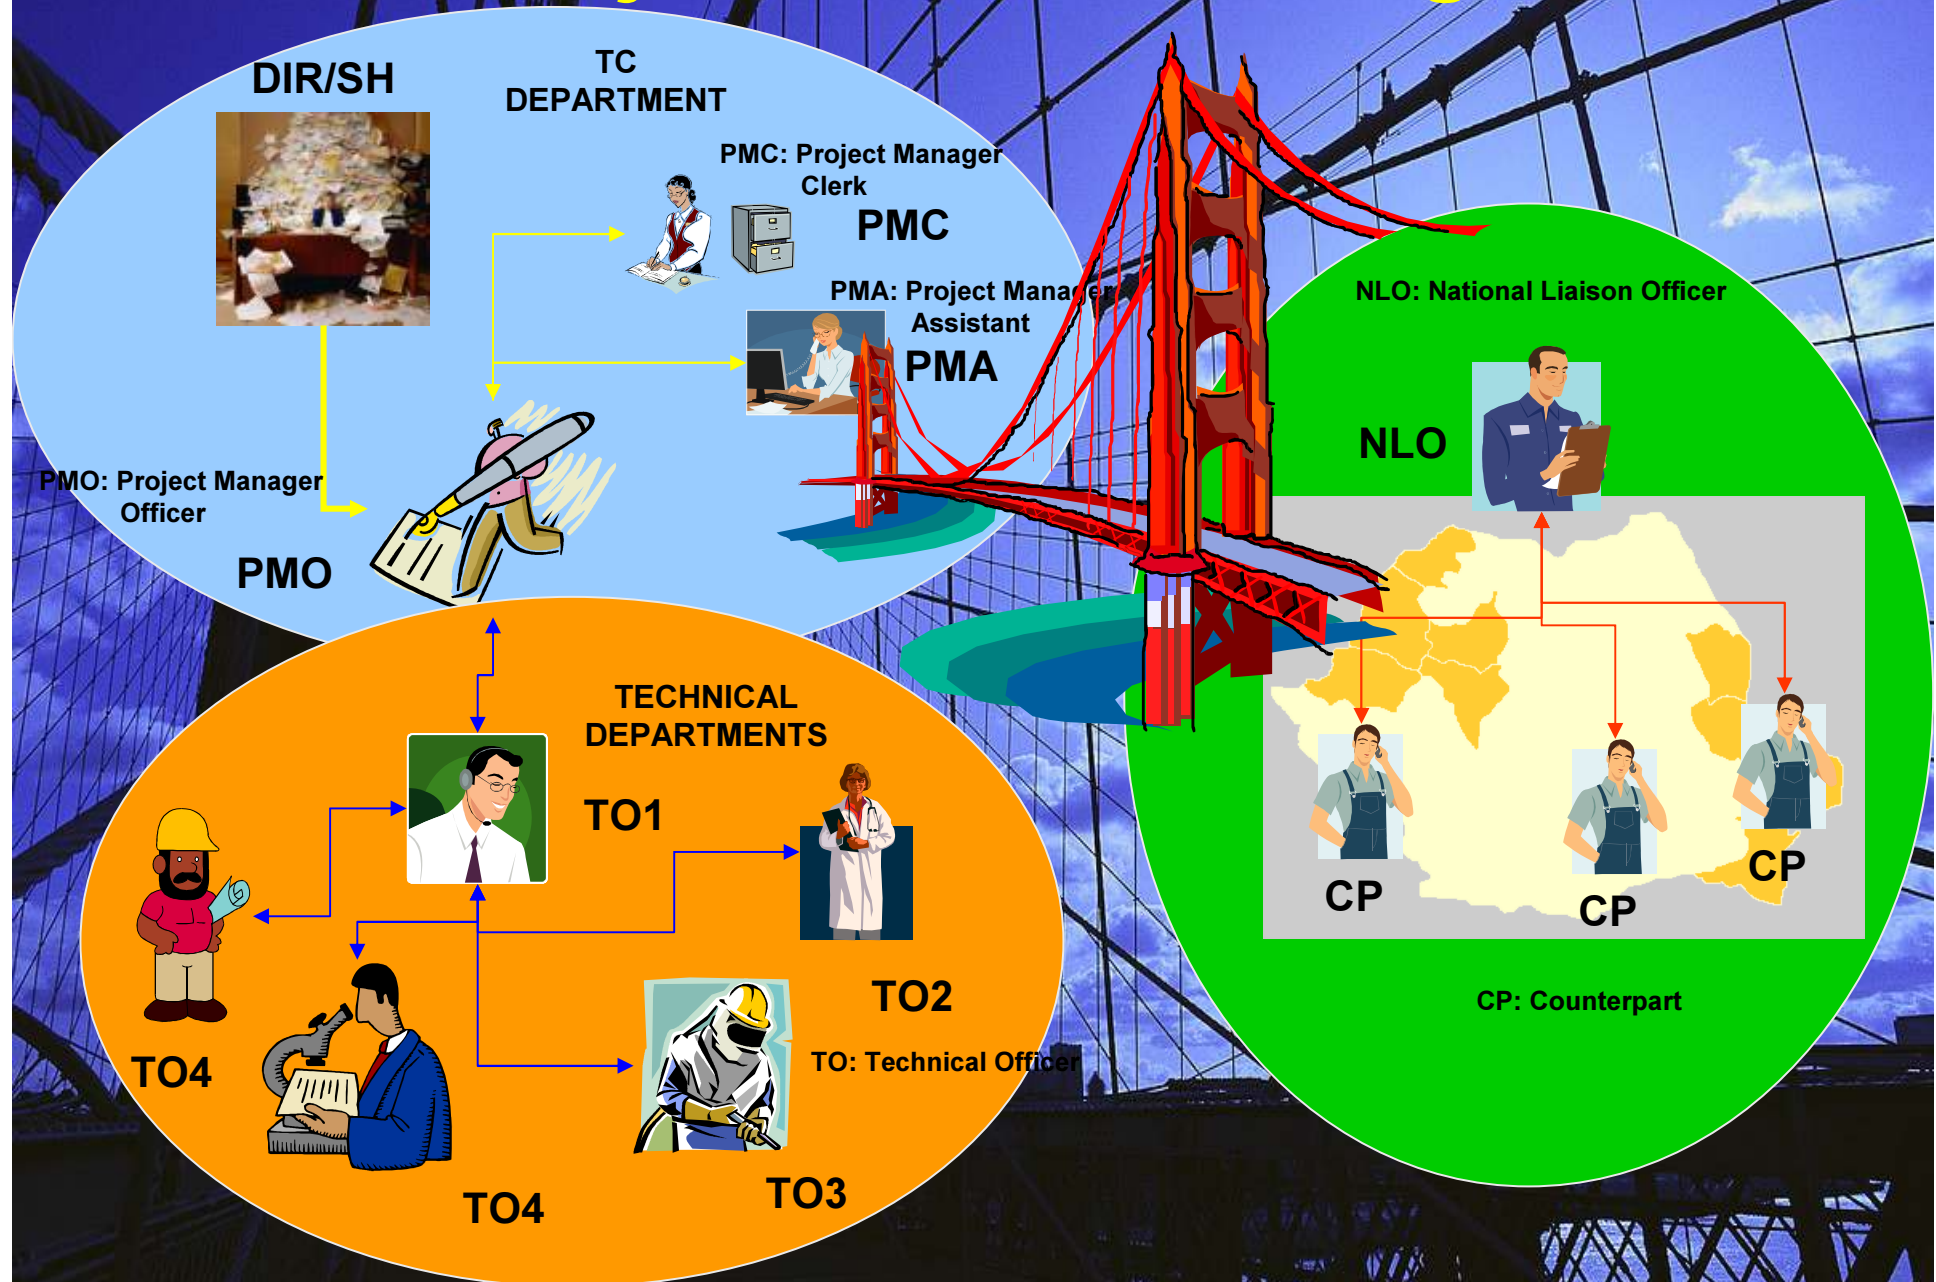 DIR/SH
TC
DEPARTMENT
PMC: Project Manager
Clerk
PMC
PMA: Project Manager
Assistant
PMA
PMO: Project Manager
Officer
PMO
NLO: National Liaison Officer
NLO
CP
CP
CP
CP: Counterpart
TECHNICAL
DEPARTMENTS
TO1
TO2
TO: Technical Officer
TO4
TO3
TO4